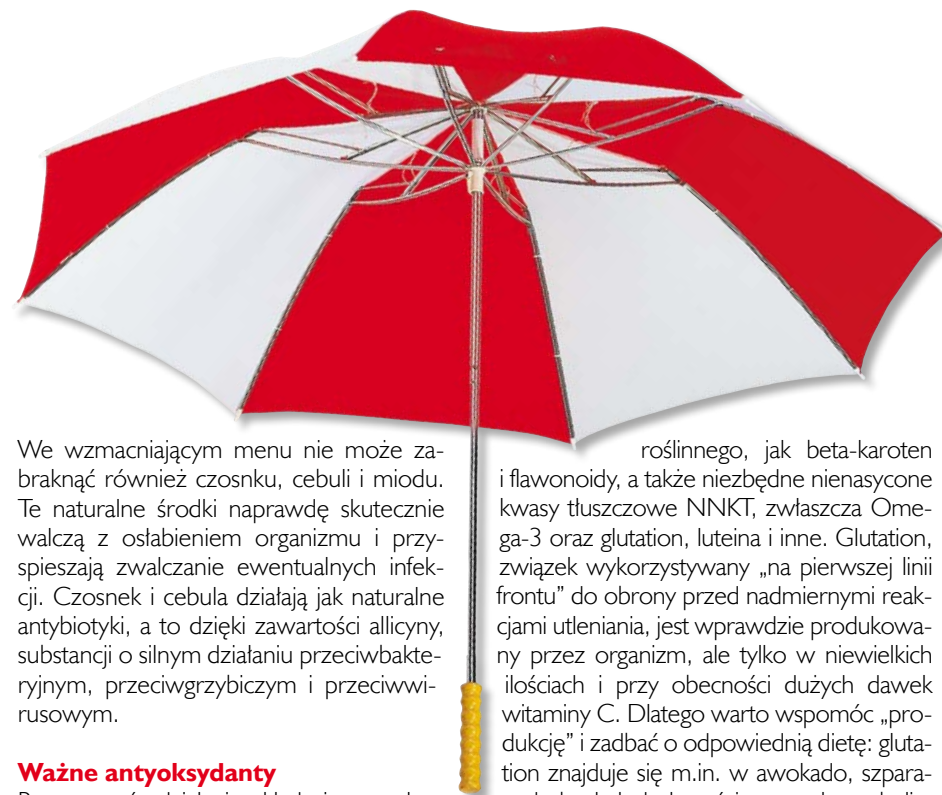 We wzmacniającym menu nie może za-
braknąć również czosnku, cebuli i miodu.
Te naturalne środki naprawdę skutecznie
walczą z osłabieniem organizmu i przy-
spieszają zwalczanie ewentualnych infek-
cji. Czosnek i cebula działają jak naturalne
antybiotyki, a to dzięki zawartości allicyny,
substancji o silnym działaniu przeciwbakte-
ryjnym, przeciwgrzybiczym i przeciwwi-
rusowym.
Ważne antyoksydanty
roślinnego, jak beta-karoten
i flawonoidy, a także niezbędne nienasycone
kwasy tłuszczowe NNKT, zwłaszcza Ome-
ga-3 oraz glutation, luteina i inne. Glutation,
związek wykorzystywany „na pierwszej linii
frontu” do obrony przed nadmiernymi reak-
cjami utleniania, jest wprawdzie produkowa-
ny przez organizm, ale tylko w niewielkich
ilościach i przy obecności dużych dawek
witaminy C. Dlatego warto wspomóc „pro-
dukcję” i zadbać o odpowiednią dietę: gluta-
tion znajduje się m.in. w awokado, szpara-